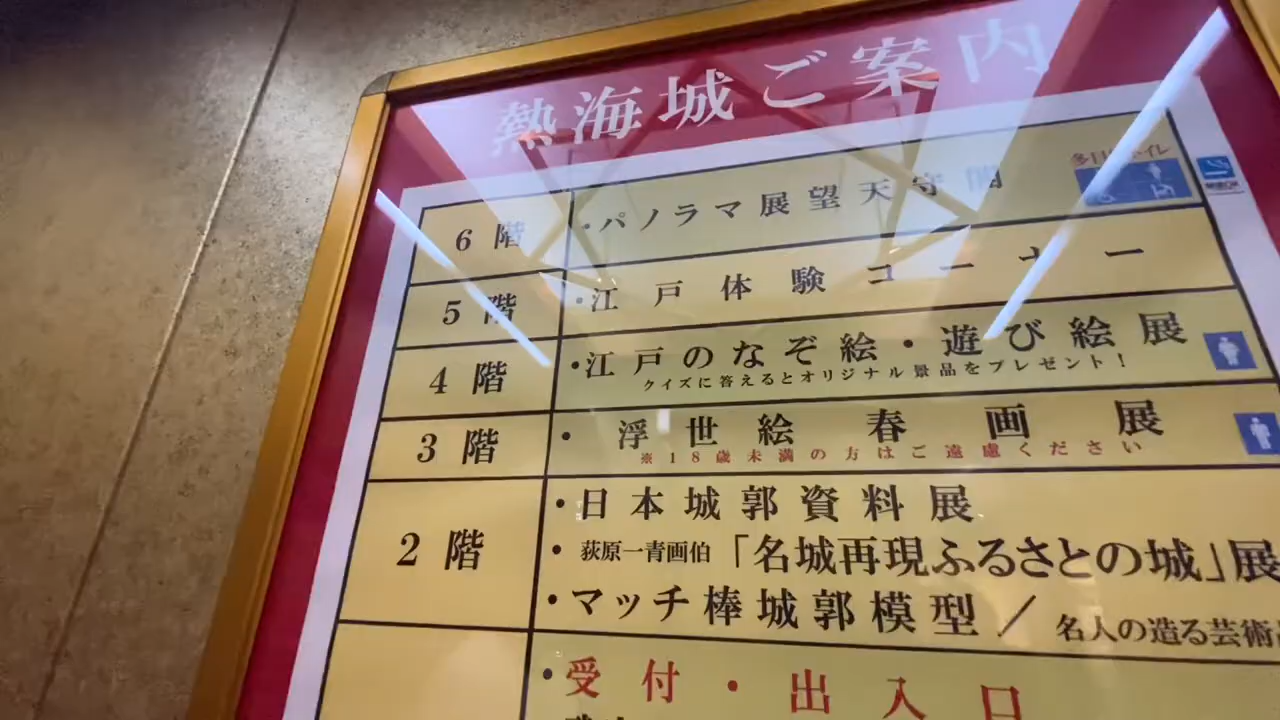 熱海城ご案内
6階
・パノラマ展望天守閣
5階
・江戸体験コーナー
4階
・江戸のなぞ絵・遊び絵展
クイズに答えるとオリジナル景品をプレゼント！
3階
・浮世絵春画展
※18歳未満の方はご遠慮ください
2階
・日本城郭資料展
・荻原一青画伯「名城再現ふるさとの城」展
・マッチ棒城郭模型／名人の造る芸術
・受付・出入口